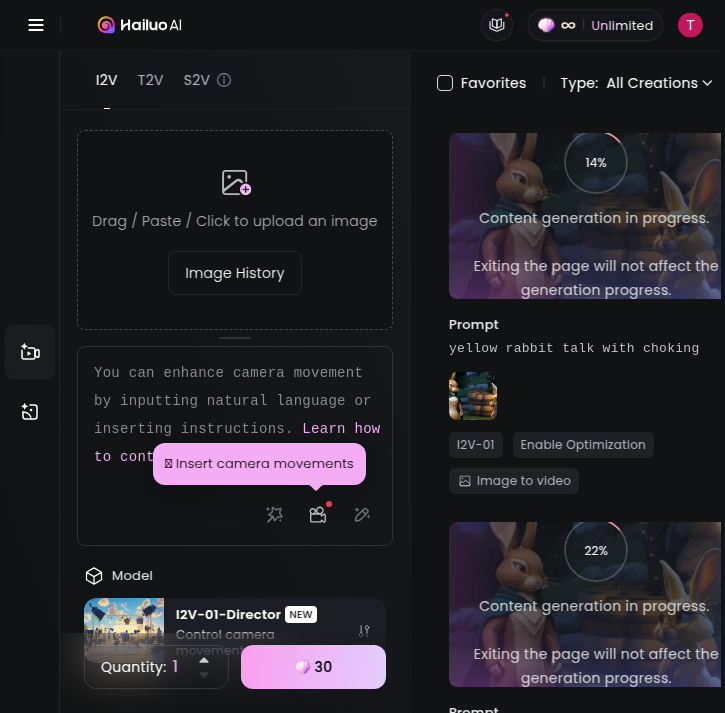 Hailuo AI
∞ Unlimited
T
I2V T2V S2V
Drag / Paste / Click to upload an image
Image History
You can enhance camera movement
by inputting natural language or
inserting instructions. Learn how
to cont
Insert camera movements
Model
I2V-01-Director NEW
Control camera
movement
Quantity: 1
30
Favorites Type: All Creations
14%
Content generation in progress.
Exiting the page will not affect the
generation progress.
Prompt
yellow rabbit talk with choking
I2V-01 Enable Optimization
Image to video
22%
Content generation in progress.
Exiting the page will not affect the
generation progress.
Prompt